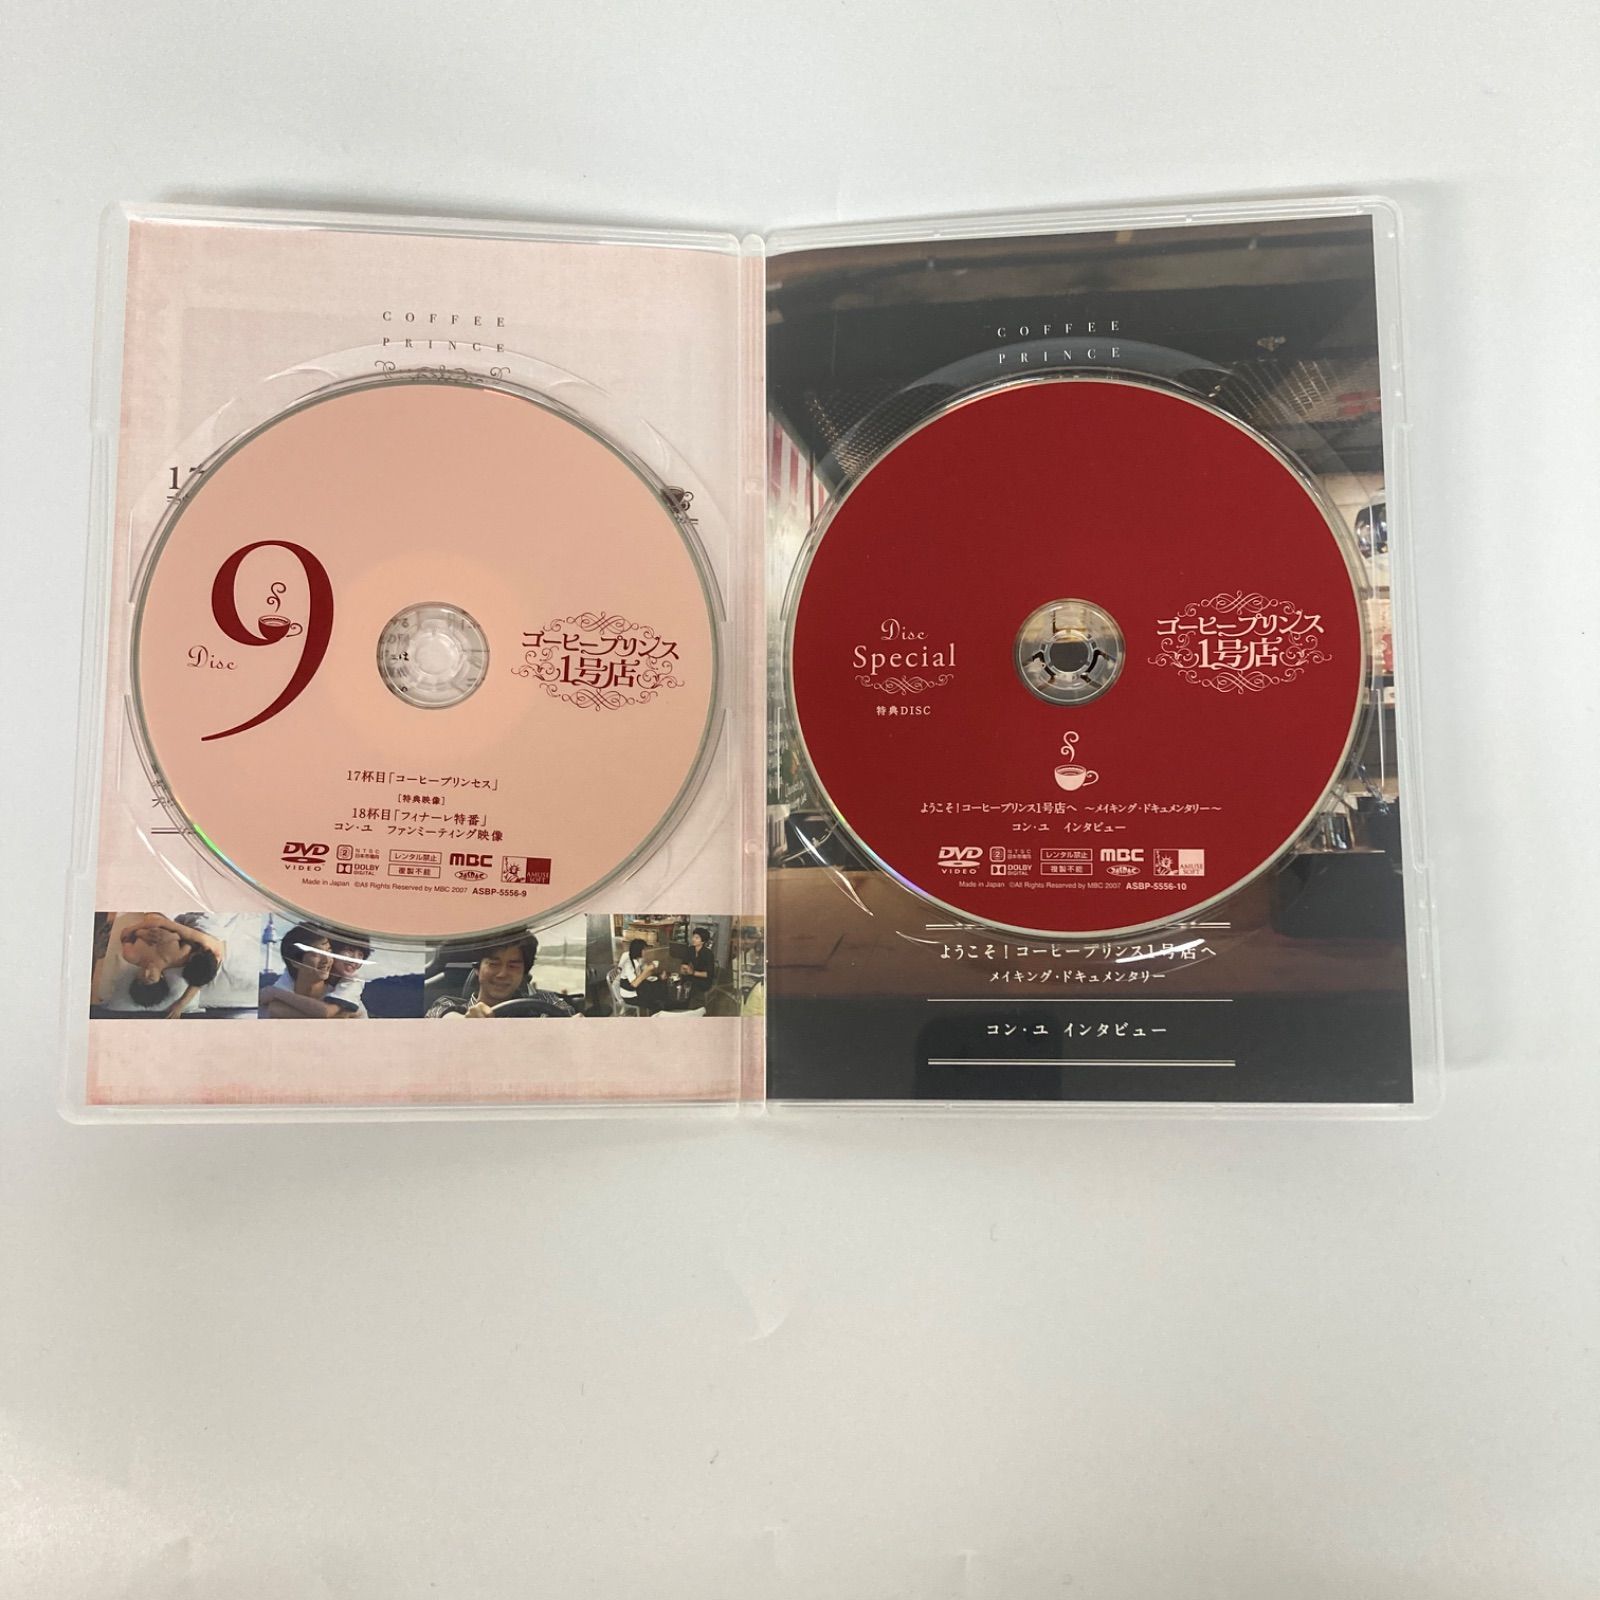 COFFEE
PRINCE
17
Disc
9
コーヒープリンス
1号店
17杯目「コーヒープリンセス」
[特典映像]
18杯目「フィナーレ特番」
コン・ユ ファンミーティング映像
DVD
VIDEO
2
NTSC
日本市場向
DOLBY
DIGITAL
レンタル禁止
複製不能
MBC
AMUSE
SOFT
Made in Japan ©All Rights Reserved by MBC 2007 ASBP-5556-9
COFFEE
PRINCE
Disc
Special
特典DISC
コーヒープリンス
1号店
ようこそ!コーヒープリンス1号店へ ～メイキング・ドキュメンタリー～
コン・ユ インタビュー
DVD
VIDEO
2
NTSC
日本市場向
DOLBY
DIGITAL
レンタル禁止
複製不能
MBC
AMUSE
SOFT
Made in Japan ©All Rights Reserved by MBC 2007 ASBP-5556-10
ようこそ!コーヒープリンス1号店へ
メイキング・ドキュメンタリー
コン・ユ インタビュー